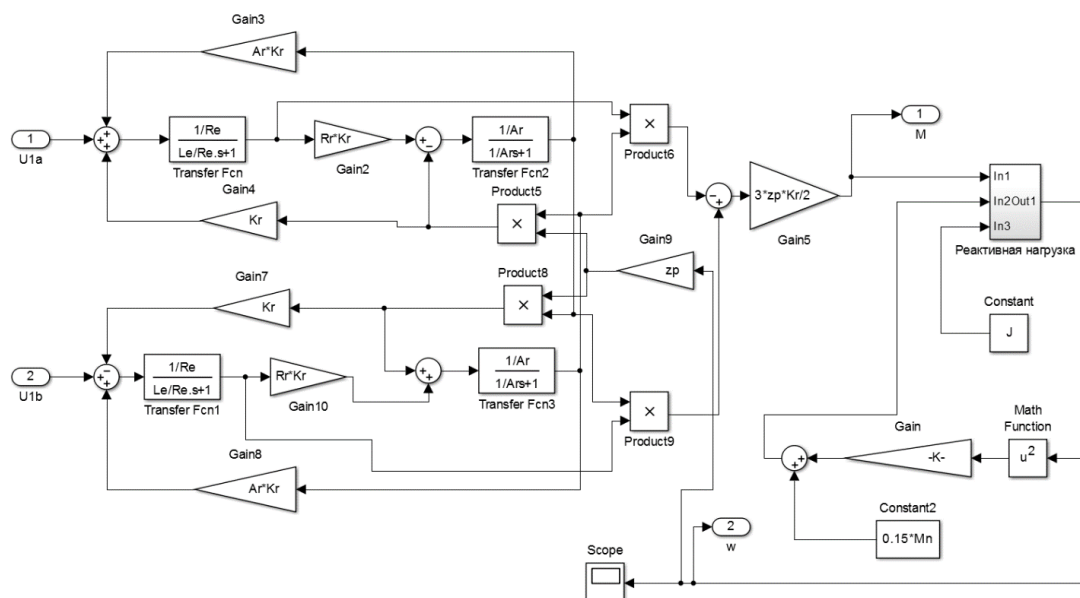 Gain3
Ar*Kr
1
U1a
+
+
+
1/Re
Le/Re.s+1
Transfer Fcn
Rr*Kr
Gain2
+
−
1/Ar
1/Ars+1
Transfer Fcn2
×
Product6
1
M
Gain4
Kr
Product5
×
−
+
3*zp*Kr/2
Gain5
In1
In2Out1
In3
Реактивная нагрузка
Gain9
zp
Gain7
Kr
Product8
×
Constant
J
2
U1b
−
+
+
1/Re
Le/Re.s+1
Transfer Fcn1
Rr*Kr
Gain10
+
+
1/Ar
1/Ars+1
Transfer Fcn3
×
Product9
Gain8
Ar*Kr
+
+
Gain
-K-
Math
Function
u2
Constant2
0.15*Mn
2
w
Scope